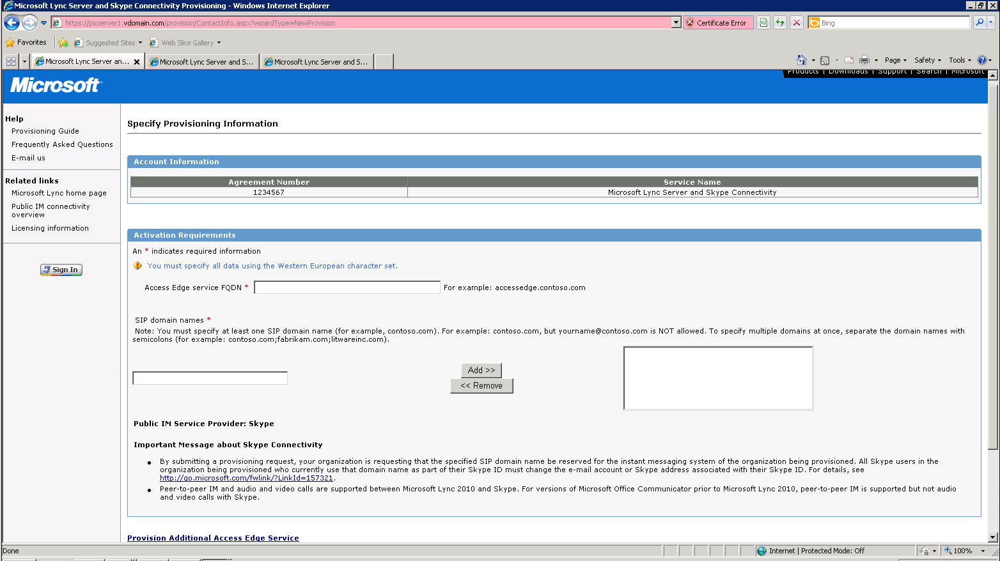 Microsoft Lync Server and Skype Connectivity Provisioning - Windows Internet Explorer
https://picserver1.vdomain.com/provision/ContactInfo.aspx?wizardType=NewProvision
Certificate Error
Bing
Favorites
Suggested Sites
Web Slice Gallery
Microsoft Lync Server an...
Microsoft Lync Server and S...
Microsoft Lync Server and S...
Page
Safety
Tools
Microsoft
Products | Downloads | Support | Search | Microsoft
Help
Provisioning Guide
Frequently Asked Questions
E-mail us
Related links
Microsoft Lync home page
Public IM connectivity
overview
Licensing information
Sign In
Specify Provisioning Information
Account Information
Agreement Number Service Name
1234567 Microsoft Lync Server and Skype Connectivity
Activation Requirements
An * indicates required information
You must specify all data using the Western European character set.
Access Edge service FQDN * For example: accessedge.contoso.com
SIP domain names *
Note: You must specify at least one SIP domain name (for example, contoso.com). For example: contoso.com, but yourname@contoso.com is NOT allowed. To specify multiple domains at once, separate the domain names with
semicolons (for example: contoso.com;fabrikam.com;litwareinc.com).
Add >>
<< Remove
Public IM Service Provider: Skype
Important Message about Skype Connectivity
By submitting a provisioning request, your organization is requesting that the specified SIP domain name be reserved for the instant messaging system of the organization being provisioned. All Skype users in the
organization being provisioned who currently use that domain name as part of their Skype ID must change the e-mail account or Skype address associated with their Skype ID. For details, see
http://go.microsoft.com/fwlink/?LinkId=157321.
Peer-to-peer IM and audio and video calls are supported between Microsoft Lync 2010 and Skype. For versions of Microsoft Office Communicator prior to Microsoft Lync 2010, peer-to-peer IM is supported but not audio
and video calls with Skype.
Provision Additional Access Edge Service
Done
Internet | Protected Mode: Off
100%